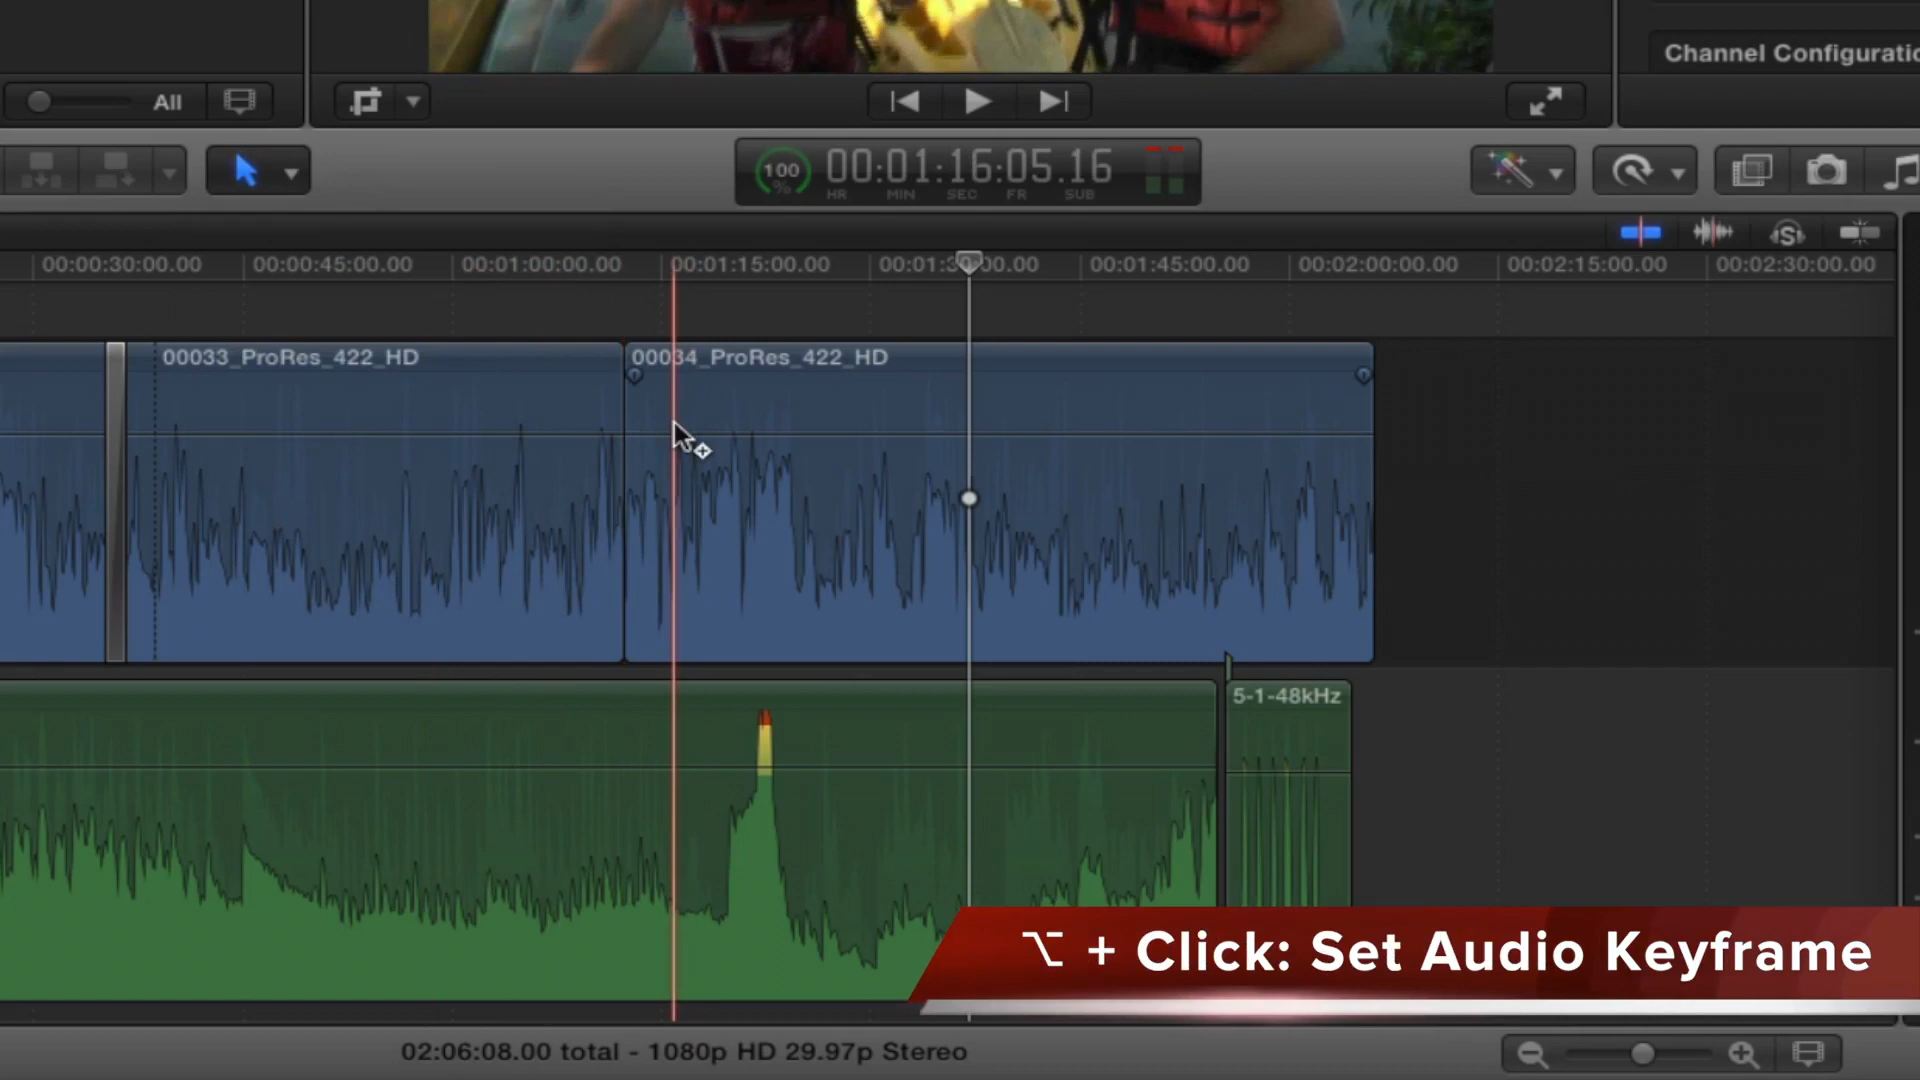 Channel Configuratio
All
100
%
00:01:16:05.16
HR MIN SEC FR SUB
00:00:30:00.00 00:00:45:00.00 00:01:00:00.00 00:01:15:00.00 00:01:30:00.00 00:01:45:00.00 00:02:00:00.00 00:02:15:00.00 00:02:30:00.00
00033_ProRes_422_HD
00034_ProRes_422_HD
5-1-48kHz
⌥ + Click: Set Audio Keyframe
02:06:08.00 total - 1080p HD 29.97p Stereo